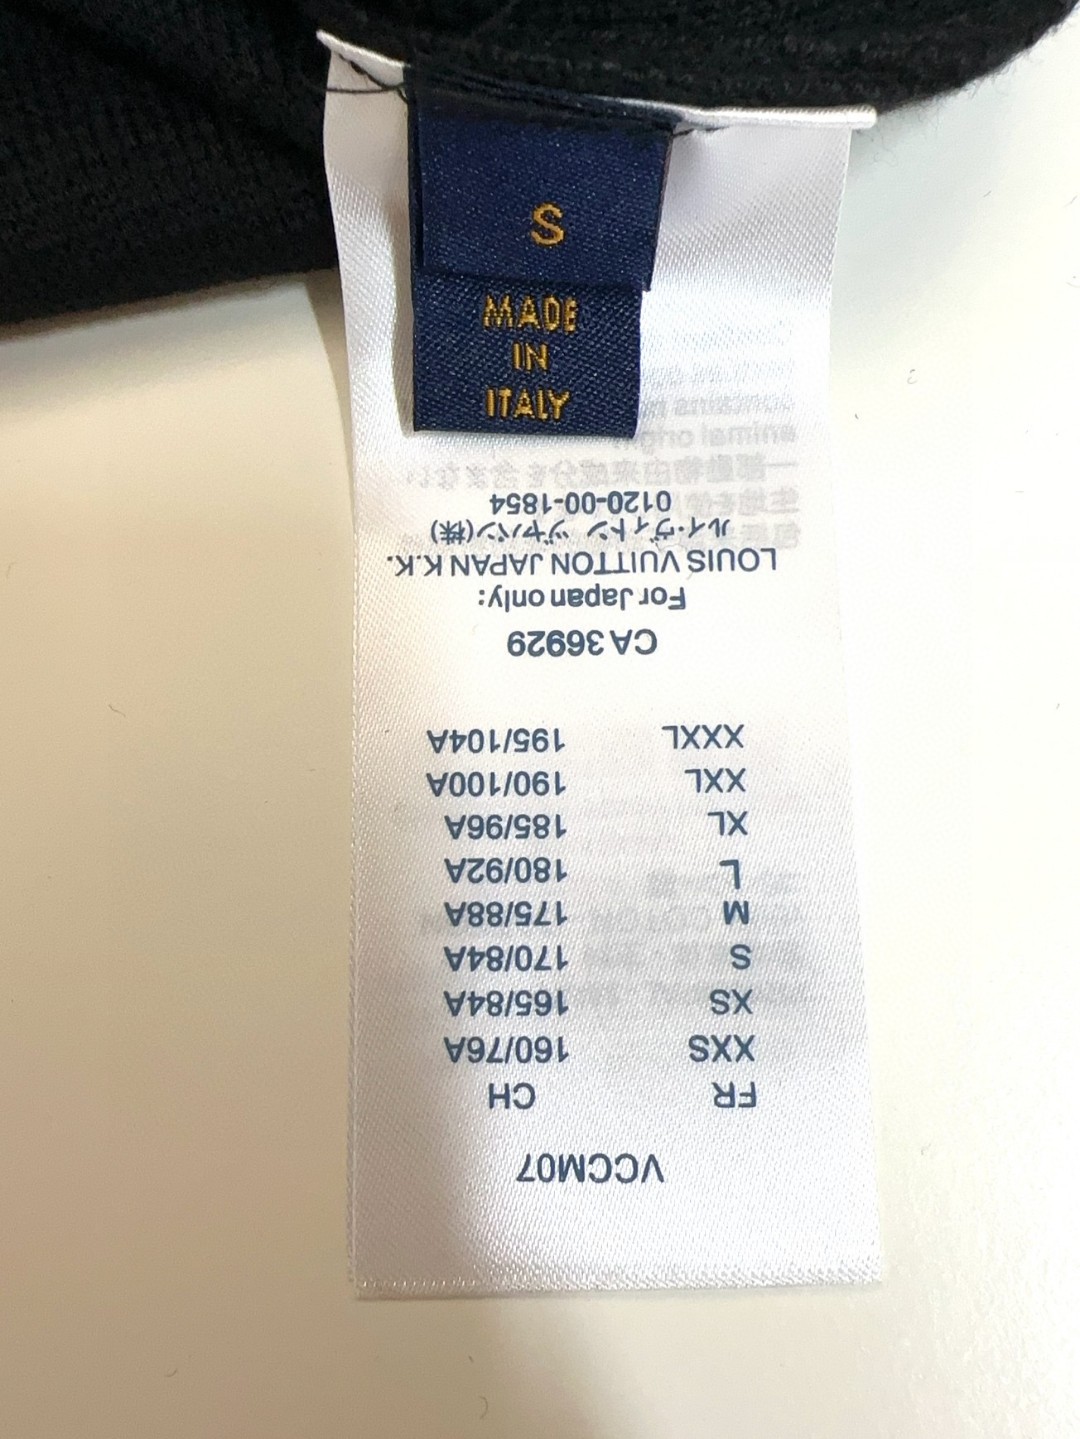 S
MADE
IN
ITALY
VCCM07
FR CH
XXS 160/76A
XS 165/84A
S 170/84A
M 175/88A
L 180/92A
XL 185/96A
XXL 190/100A
XXXL 195/104A
CA 36929
For Japan only:
LOUIS VUITTON JAPAN K.K.
ルイ・ヴィトン ジャパン(株)
0120-00-1854